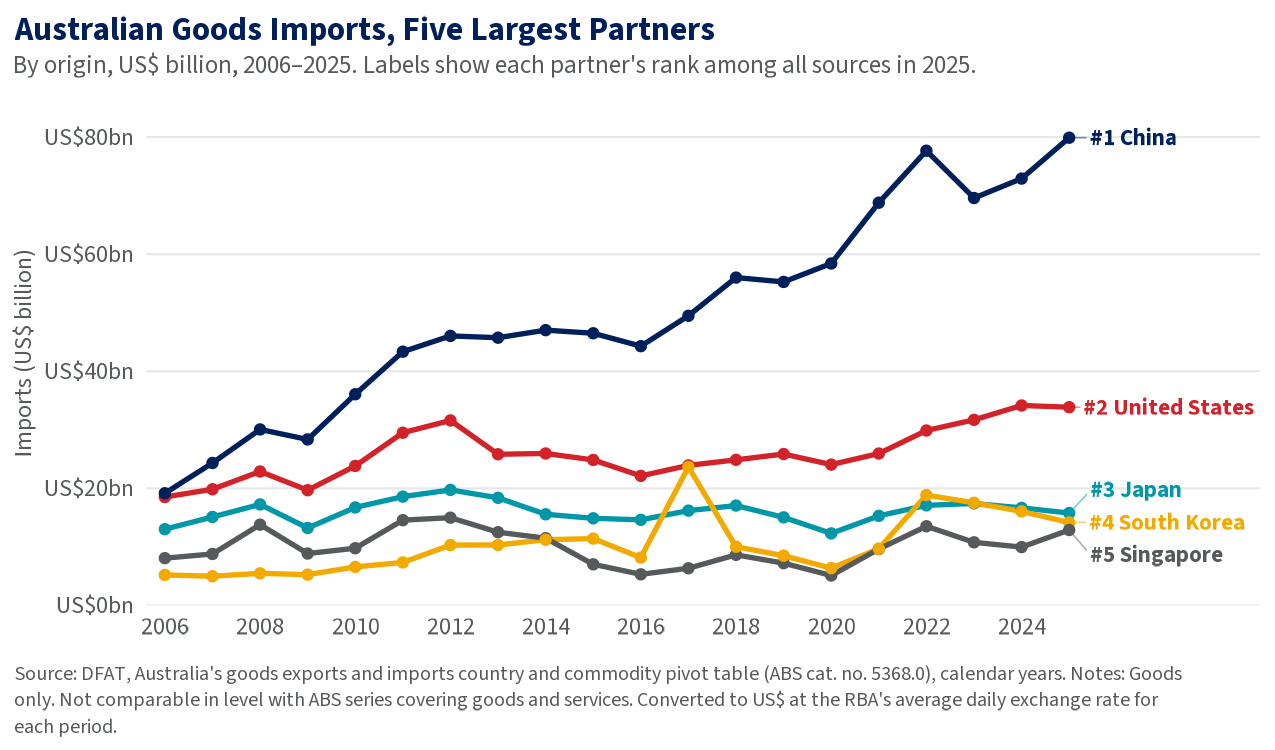 Australian Goods Imports, Five Largest Partners
By origin, US$ billion, 2006–2025. Labels show each partner's rank among all sources in 2025.
Imports (US$ billion)
US$80bn
US$60bn
US$40bn
US$20bn
US$0bn
#1 China
#2 United States
#3 Japan
#4 South Korea
#5 Singapore
2006 2008 2010 2012 2014 2016 2018 2020 2022 2024
Source: DFAT, Australia's goods exports and imports country and commodity pivot table (ABS cat. no. 5368.0), calendar years. Notes: Goods
only. Not comparable in level with ABS series covering goods and services. Converted to US$ at the RBA's average daily exchange rate for
each period.